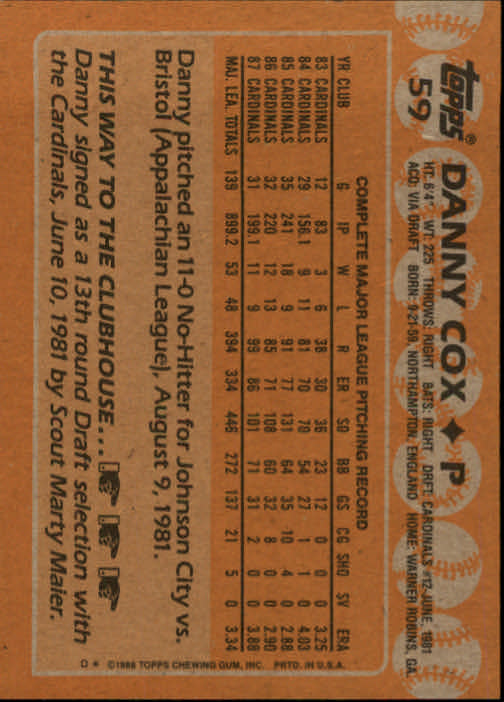 topps®
59
DANNY COX ♦ P
HT: 6'4" WT: 225 THROWS: RIGHT BATS: RIGHT DRFT: CARDINALS #12-JUNE, 1981
ACQ: VIA DRAFT BORN: 9-21-59, NORTHAMPTON, ENGLAND HOME: WARNER ROBINS, GA.
COMPLETE MAJOR LEAGUE PITCHING RECORD
YR CLUB G IP W L R ER SO BB GS CG SHO SV ERA
83 CARDINALS 12 83 3 6 38 30 36 23 12 0 0 0 3.25
84 CARDINALS 29 156.1 9 11 81 70 70 54 27 1 1 0 4.03
85 CARDINALS 35 241 18 9 91 77 131 64 35 10 4 0 2.88
86 CARDINALS 32 220 12 13 85 71 108 60 32 8 0 0 2.90
87 CARDINALS 31 199.1 11 9 99 86 101 71 31 2 0 0 3.88
MAJ. LEA. TOTALS 139 899.2 53 48 394 334 446 272 137 21 5 0 3.34
Danny pitched an 11-0 No-Hitter for Johnson City vs.
Bristol (Appalachian League), August 9, 1981.
THIS WAY TO THE CLUBHOUSE...
Danny signed as a 13th round Draft selection with
the Cardinals, June 10, 1981 by Scout Marty Maier.
D* ©1988 TOPPS CHEWING GUM, INC. PRTD. IN U.S.A.